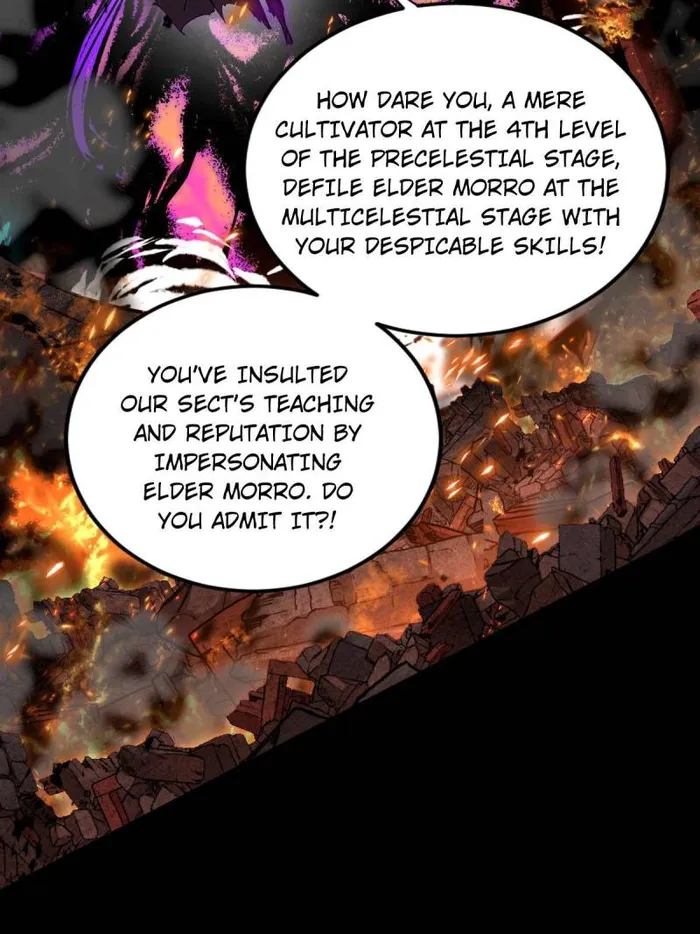 HOW DARE YOU, A MERE
CULTIVATOR AT THE 4TH LEVEL
OF THE PRECELESTIAL STAGE,
DEFILE ELDER MORRO AT THE
MULTICELESTIAL STAGE WITH
YOUR DESPICABLE SKILLS!
YOU'VE INSULTED
OUR SECT'S TEACHING
AND REPUTATION BY
IMPERSONATING
ELDER MORRO. DO
YOU ADMIT IT?!